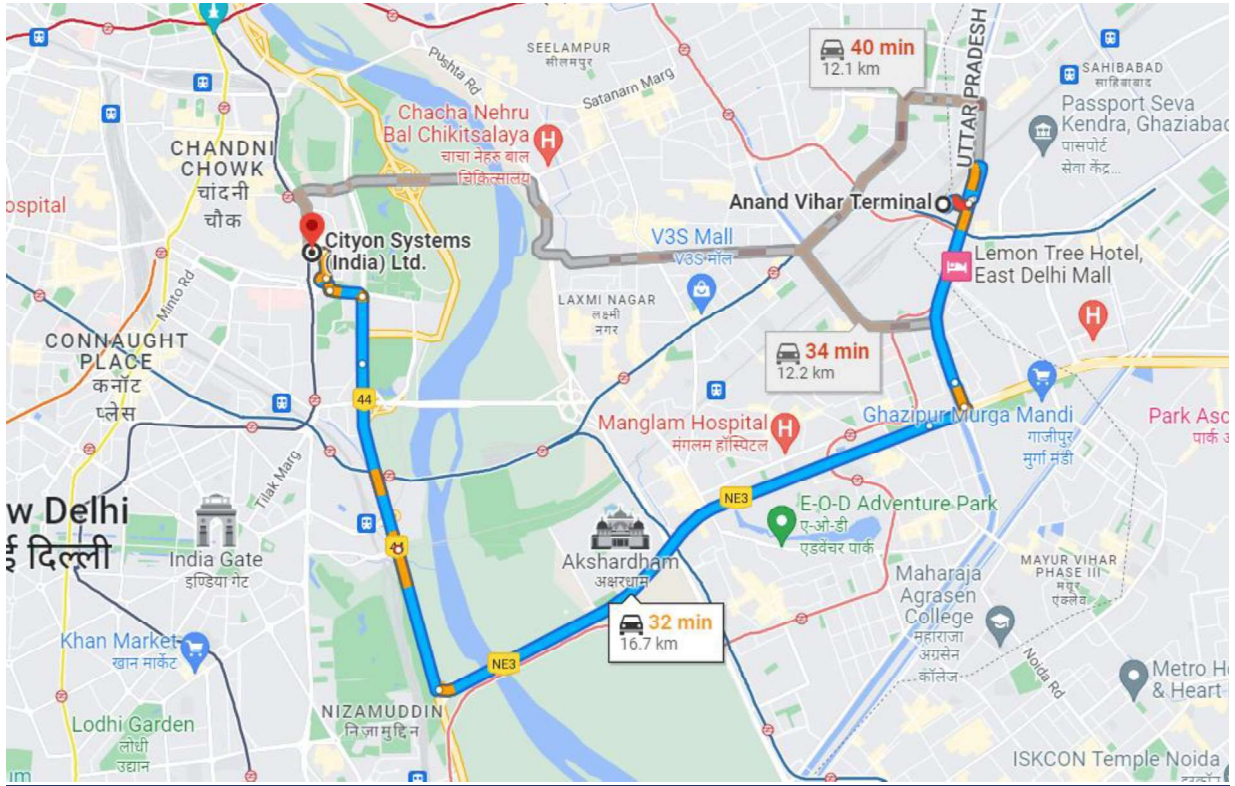 SEELAMPUR
सीलमपुर
Pushta Rd
Satanarn Marg
40 min
12.1 km
UTTAR PRADESH
SAHIBABAD
साहिबाबाद
Passport Seva
Kendra, Ghaziabad
पासपोर्ट
सेवा केंद्र...
Chacha Nehru
Bal Chikitsalaya
चाचा नेहरु बाल
चिकित्सालय
CHANDNI
CHOWK
चांदनी
चौक
ospital
Anand Vihar Terminal
Cityon Systems
(India) Ltd.
V3S Mall
V3S मॉल
Lemon Tree Hotel,
East Delhi Mall
Minto Rd
LAXMI NAGAR
लक्ष्मी
नगर
CONNAUGHT
PLACE
कनॉट
प्लेस
34 min
12.2 km
44
Ghazipur Murga Mandi
गाजीपुर
मुर्गा मंडी
Manglam Hospital
मंगलम हॉस्पिटल
Park Asc
पार्क
Tilak Marg
NE3
E-O-D Adventure Park
ए-ओ-डी
एडवेंचर पार्क
w Delhi
ई दिल्ली
India Gate
इण्डिया गेट
Akshardham
अक्षरधाम
MAYUR VIHAR
PHASE III
मयूर
एंक्लेव
Maharaja
Agrasen
College
महाराजा
अग्रसेन
कॉलेज
32 min
16.7 km
Khan Market
खान मार्केट
NE3
Noida Rd
Metro H
& Heart
NIZAMUDDIN
निज़ामुद्दिन
Lodhi Garden
लोधी
उद्यान
ISKCON Temple Noida
um